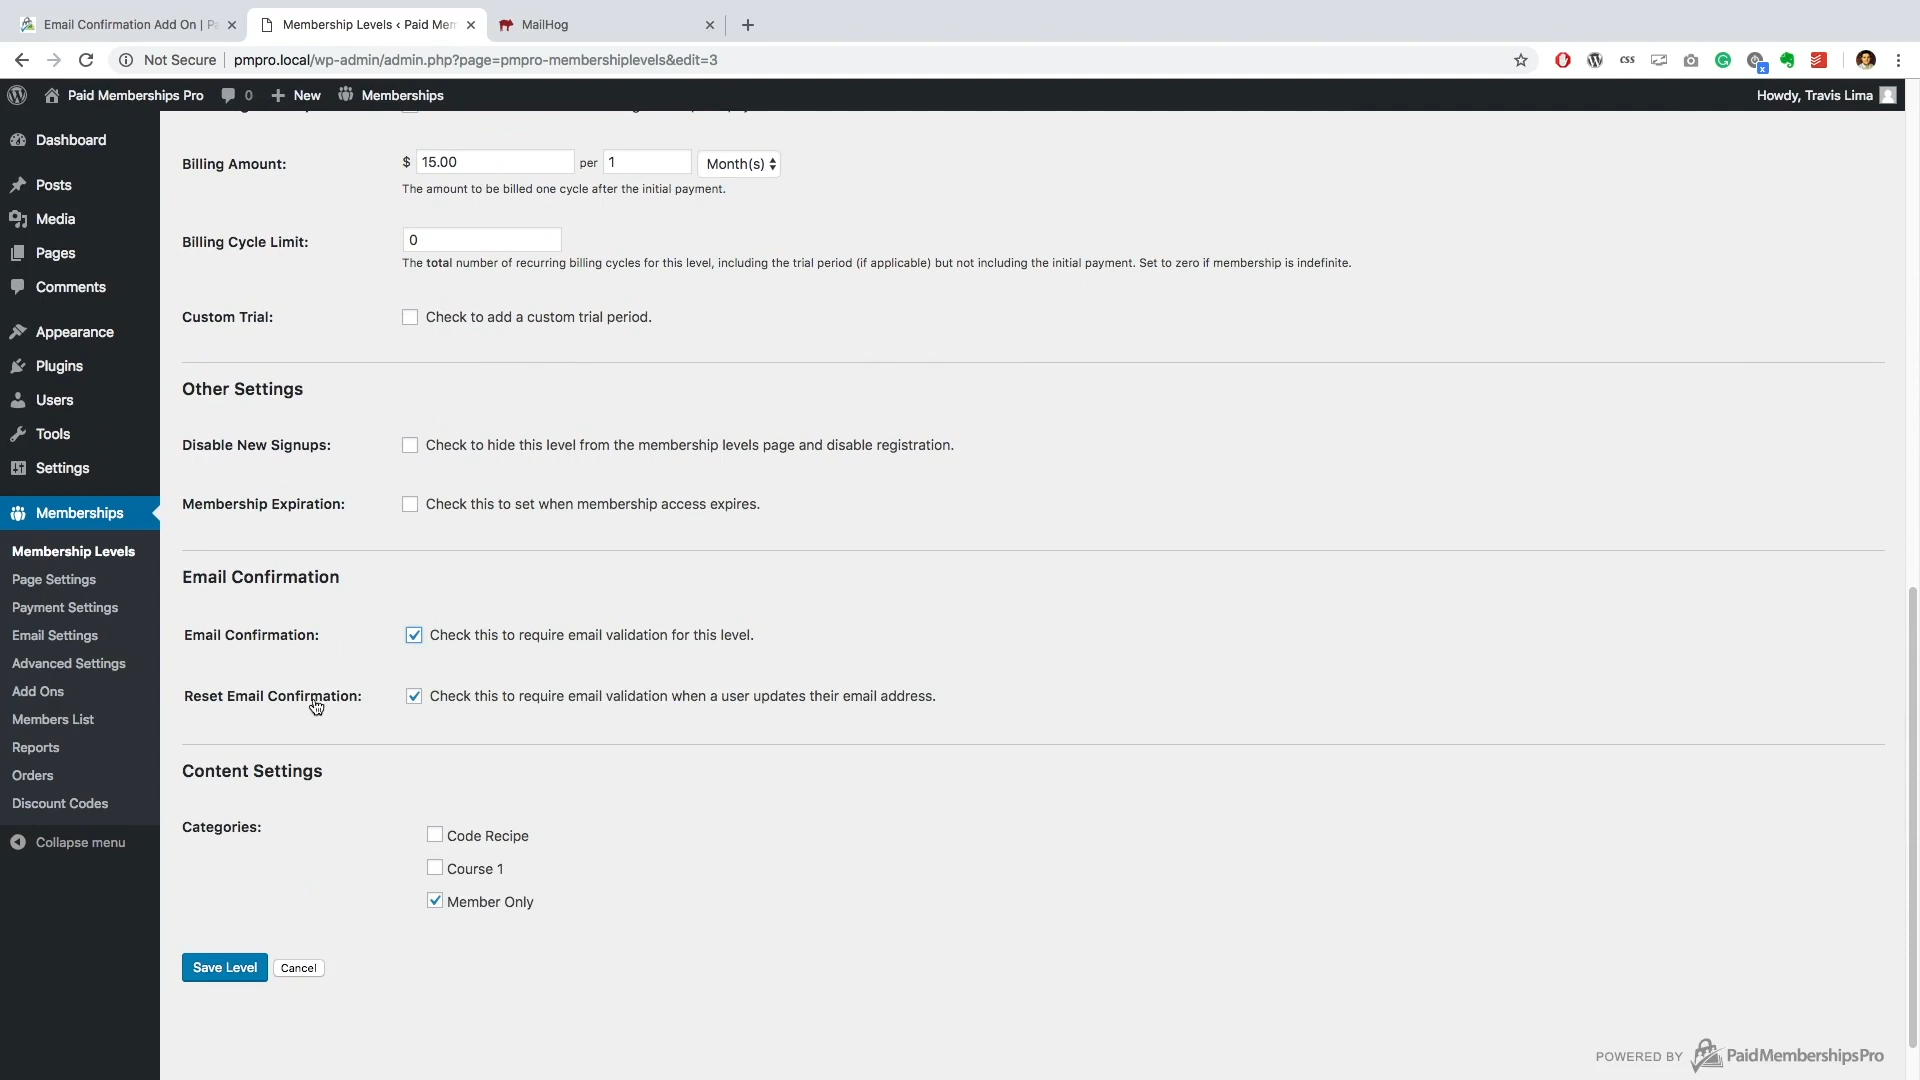 Email Confirmation Add On | Pa
Membership Levels ‹ Paid Mem
MailHog
Not Secure
pmpro.local/wp-admin/admin.php?page=pmpro-membershiplevels&edit=3
css
Paid Memberships Pro
0
New
Memberships
Howdy, Travis Lima
Dashboard
Posts
Media
Pages
Comments
Appearance
Plugins
Users
Tools
Settings
Memberships
Membership Levels
Page Settings
Payment Settings
Email Settings
Advanced Settings
Add Ons
Members List
Reports
Orders
Discount Codes
Collapse menu
Billing Amount: $ 15.00 per 1 Month(s)
The amount to be billed one cycle after the initial payment.
Billing Cycle Limit: 0
The total number of recurring billing cycles for this level, including the trial period (if applicable) but not including the initial payment. Set to zero if membership is indefinite.
Custom Trial: Check to add a custom trial period.
Other Settings
Disable New Signups: Check to hide this level from the membership levels page and disable registration.
Membership Expiration: Check this to set when membership access expires.
Email Confirmation
Email Confirmation: Check this to require email validation for this level.
Reset Email Confirmation: Check this to require email validation when a user updates their email address.
Content Settings
Categories:
Code Recipe
Course 1
Member Only
Save Level
Cancel
POWERED BY PaidMembershipsPro